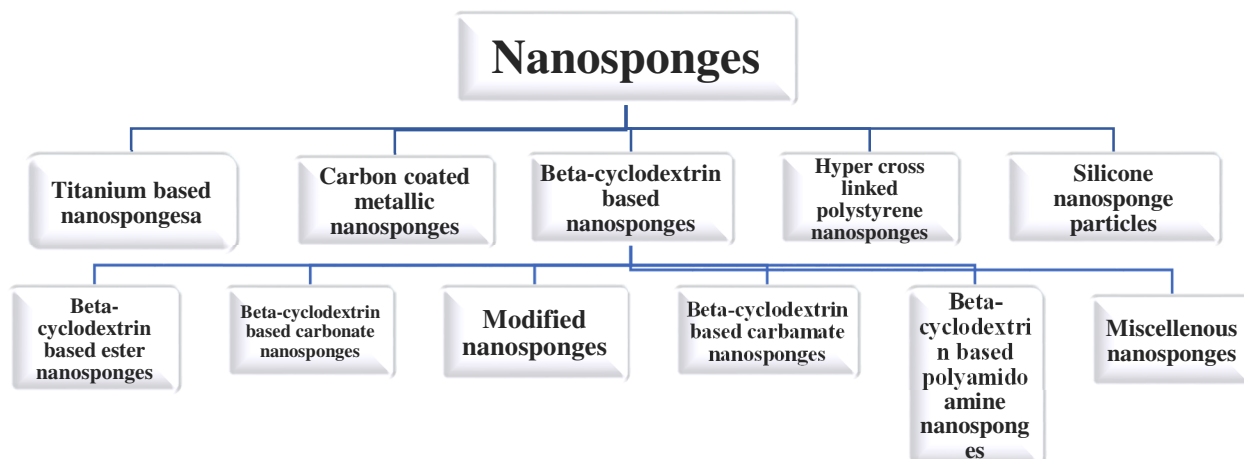 Nanosponges
Titanium based
nanospongesa
Carbon coated
metallic
nanosponges
Beta-cyclodextrin
based
nanosponges
Hyper cross
linked
polystyrene
nanosponges
Silicone
nanosponge
particles
Beta-
cyclodextrin
based ester
nanosponges
Beta-cyclodextrin
based carbonate
nanosponges
Modified
nanosponges
Beta-cyclodextrin
based carbamate
nanosponges
Beta-
cyclodextri
n based
polyamido
amine
nanospong
es
Miscellenous
nanosponges